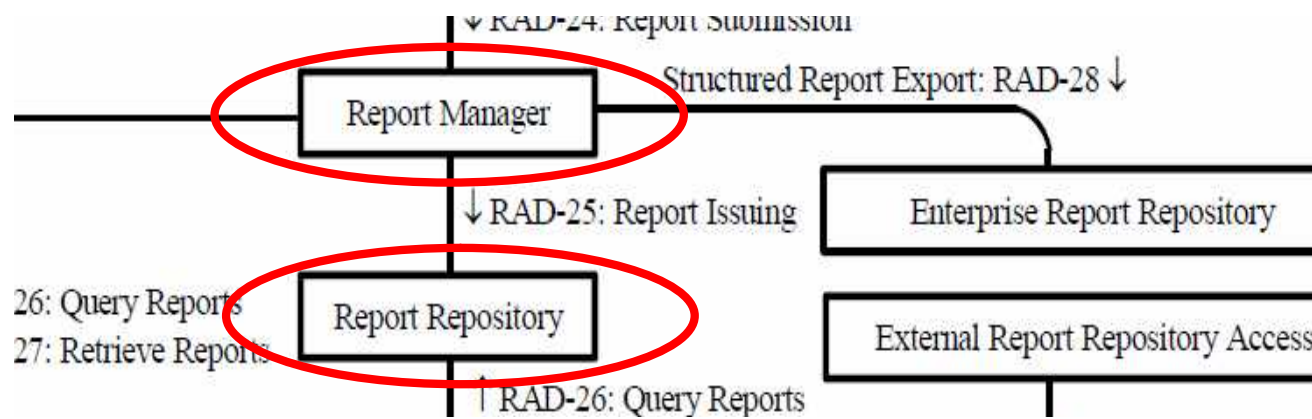 ↓ RAD-24: Report Submission
Structured Report Export: RAD-28 ↓
Report Manager
↓ RAD-25: Report Issuing
Enterprise Report Repository
26: Query Reports
Report Repository
27: Retrieve Reports
External Report Repository Access
↑ RAD-26: Query Reports